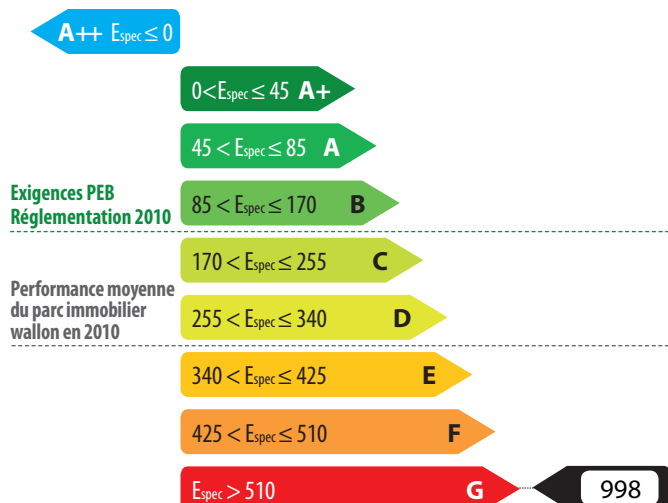 A++ Espec ≤ 0
0<Espec ≤ 45 A+
45 < Espec ≤ 85 A
Exigences PEB
Réglementation 2010
85 < Espec ≤ 170 B
170 < Espec ≤ 255 C
Performance moyenne
du parc immobilier
wallon en 2010
255 < Espec ≤ 340 D
340 < Espec ≤ 425 E
425 < Espec ≤ 510 F
Espec > 510 G 998